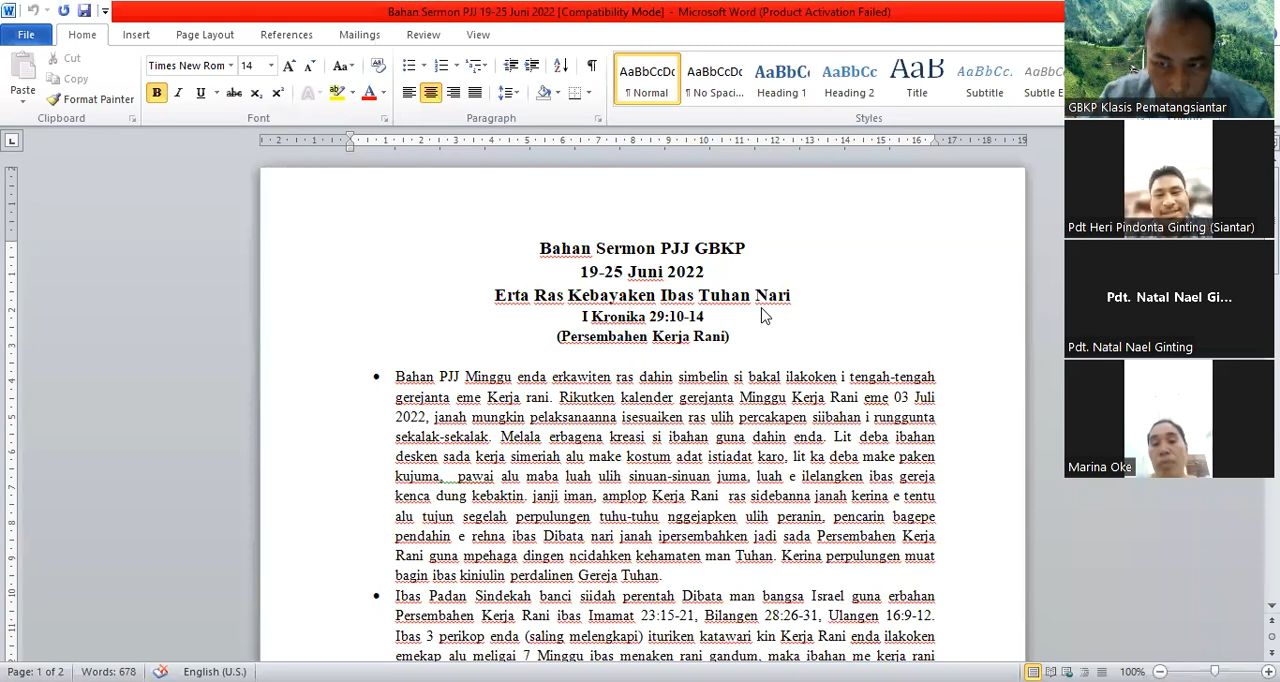 Bahan Sermon PJJ 19-25 Juni 2022 [Compatibility Mode] - Microsoft Word (Product Activation Failed)
File Home Insert Page Layout References Mailings Review View
Paste
Cut
Copy
Format Painter
Clipboard
Times New Rom 14
Font
Paragraph
AaBbCcDc AaBbCcDc AaBbC( AaBbCc AaB AaBbCc. AaBbC
¶ Normal ¶ No Spaci... Heading 1 Heading 2 Title Subtitle Subtle E
Styles
Bahan Sermon PJJ GBKP
19-25 Juni 2022
Erta Ras Kebayaken Ibas Tuhan Nari
I Kronika 29:10-14
(Persembahen Kerja Rani)
• Bahan PJJ Minggu enda erkawiten ras dahin simbelin si bakal ilakoken i tengah-tengah
gerejanta eme Kerja rani. Rikutken kalender gerejanta Minggu Kerja Rani eme 03 Juli
2022, janah mungkin pelaksanaanna isesuaiken ras ulih percakapen siibahan i runggunta
sekalak-sekalak. Melala erbagena kreasi si ibahan guna dahin enda. Lit deba ibahan
desken sada kerja simeriah alu make kostum adat istiadat karo, lit ka deba make paken
kujuma, pawai alu maba luah ulih sinuan-sinuan juma, luah e ilelangken ibas gereja
kenca dung kebaktin. janji iman, amplop Kerja Rani ras sidebanna janah kerina e tentu
alu tujun segelah perpulungen tuhu-tuhu nggejapken ulih peranin, pencarin bagepe
pendahin e rehna ibas Dibata nari janah ipersembahken jadi sada Persembahen Kerja
Rani guna mpehaga dingen ncidahken kehamaten man Tuhan. Kerina perpulungen muat
bagin ibas kiniulin perdalinen Gereja Tuhan.
• Ibas Padan Sindekah banci siidah perentah Dibata man bangsa Israel guna erbahan
Persembahen Kerja Rani ibas Imamat 23:15-21, Bilangen 28:26-31, Ulangen 16:9-12.
Ibas 3 perikop enda (saling melengkapi) ituriken katawari kin Kerja Rani enda ilakoken
emekap alu meligai 7 Minggu ibas menaken rani gandum, maka ibahan me kerja rani
GBKP Klasis Pematangsiantar
Pdt Heri Pindonta Ginting (Siantar)
Pdt. Natal Nael Gi...
Pdt. Natal Nael Ginting
Marina Oke
Page: 1 of 2 Words: 678 English (U.S.) 100%